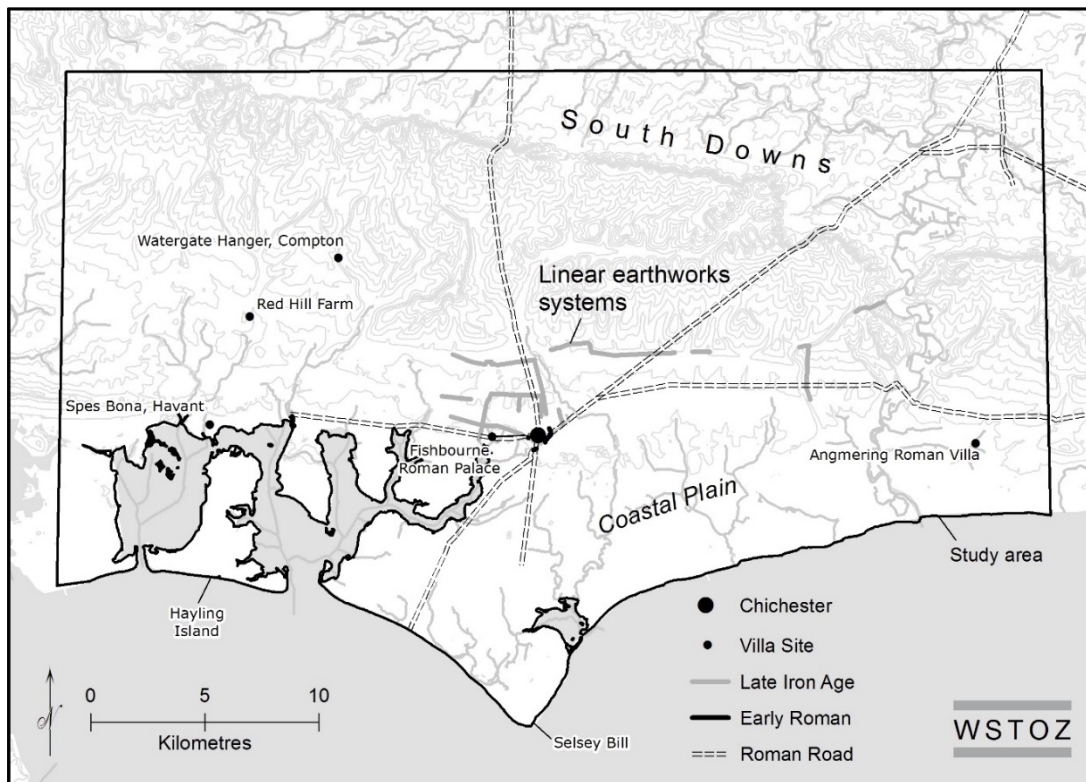 South Downs
Watergate Hanger, Compton
Linear earthworks
systems
Red Hill Farm
Spes Bona, Havant
Fishbourne
Roman Palace
Angmering Roman Villa
Coastal Plain
Study area
Hayling
Island
Selsey Bill
N
0 5 10
Kilometres
Chichester
Villa Site
Late Iron Age
Early Roman
Roman Road
WSTOZ